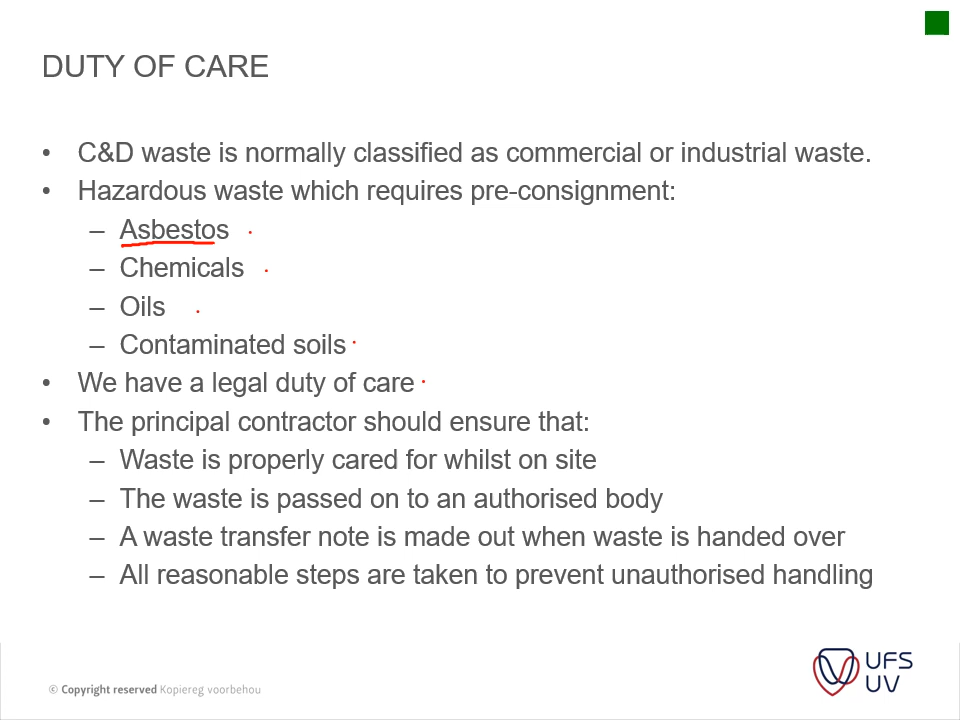 DUTY OF CARE
• C&D waste is normally classified as commercial or industrial waste.
• Hazardous waste which requires pre-consignment:
– Asbestos
– Chemicals
– Oils
– Contaminated soils
• We have a legal duty of care
• The principal contractor should ensure that:
– Waste is properly cared for whilst on site
– The waste is passed on to an authorised body
– A waste transfer note is made out when waste is handed over
– All reasonable steps are taken to prevent unauthorised handling
© Copyright reserved Kopiereg voorbehou
UFS
UV